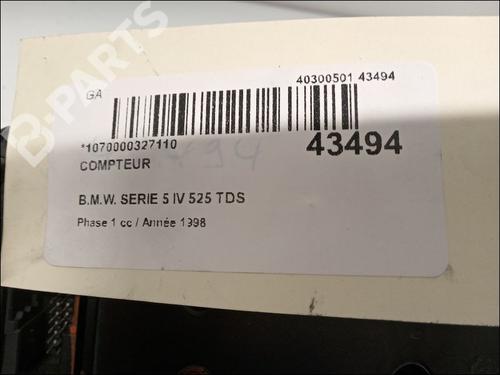 B-PARTS
GA
40300501 43494
*1070000327110
43494
COMPTEUR
B.M.W. SERIE 5 IV 525 TDS
Phase 1 cc / Année 1998